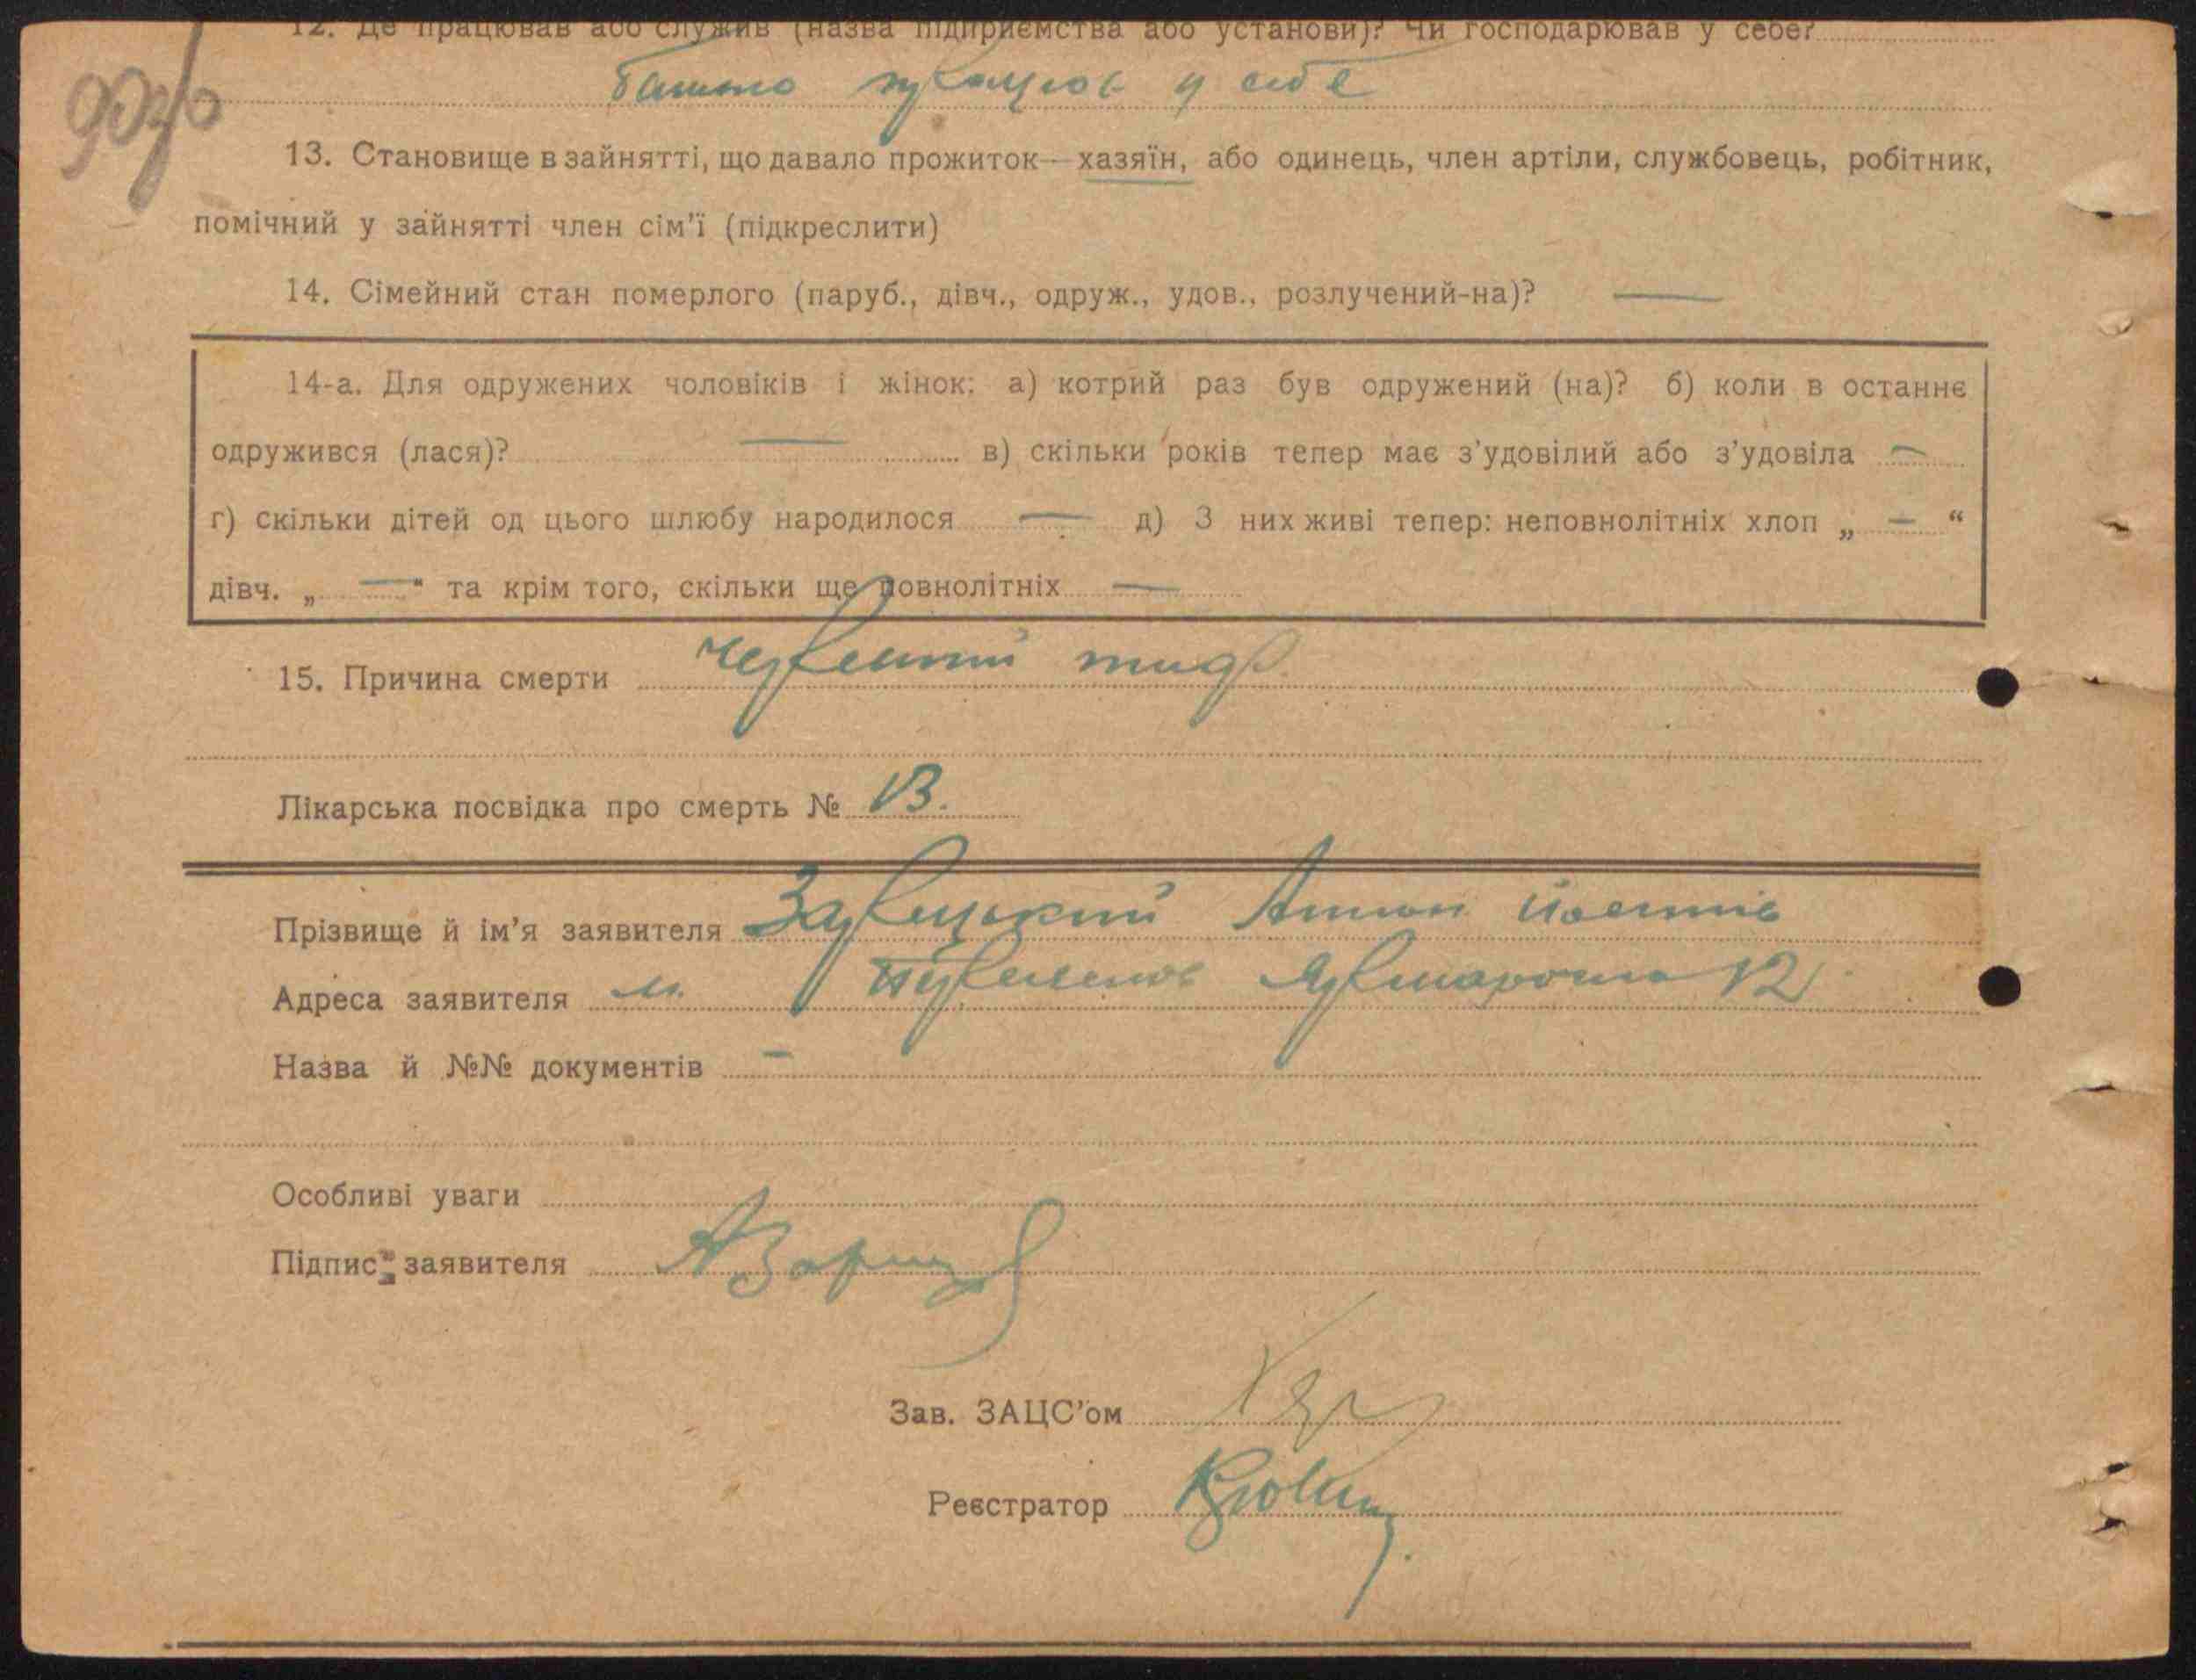 12. Де працював або служив (назва підприємства або установи)? Чи господарював у себе?
батько працював у себе
13. Становище в зайнятті, що давало прожиток — хазяїн, або одинець, член артіли, службовець, робітник,
помічний у зайнятті член сім'ї (підкреслити)
14. Сімейний стан померлого (паруб., дівч., одруж., удов., розлучений-на)? —
14-а. Для одружених чоловіків і жінок: а) котрий раз був одружений (на)? б) коли в останнє
одружився (лася)? — в) скільки років тепер має з'удовілий або з'удовіла —
г) скільки дітей од цього шлюбу народилося — д) З них живі тепер: неповнолітніх хлоп „ — “
дівч. „ — “ та крім того, скільки ще повнолітніх —
15. Причина смерти черевний тиф
Лікарська посвідка про смерть № 13.
Прізвище й ім'я заявителя Зарецький Антон
Адреса заявителя м. Ярмарочна 12
Назва й №№ документів —
Особливі уваги
Підпис заявителя
Зав. ЗАЦС'ом
Реєстратор